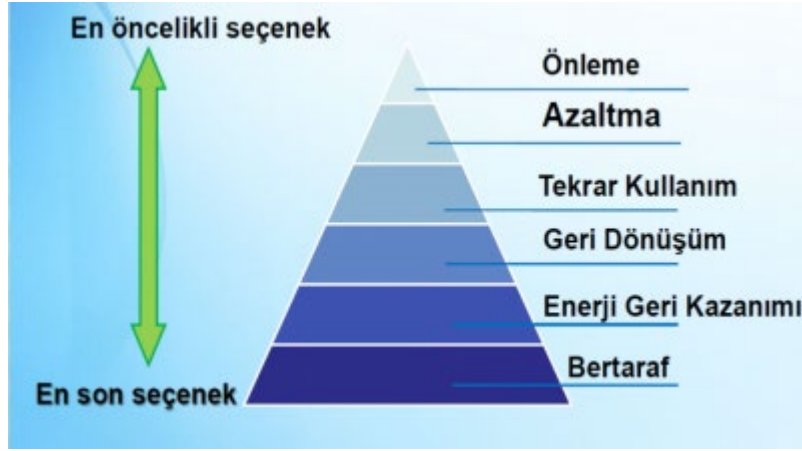 En öncelikli seçenek
Önleme
Azaltma
Tekrar Kullanım
Geri Dönüşüm
Enerji Geri Kazanımı
Bertaraf
En son seçenek